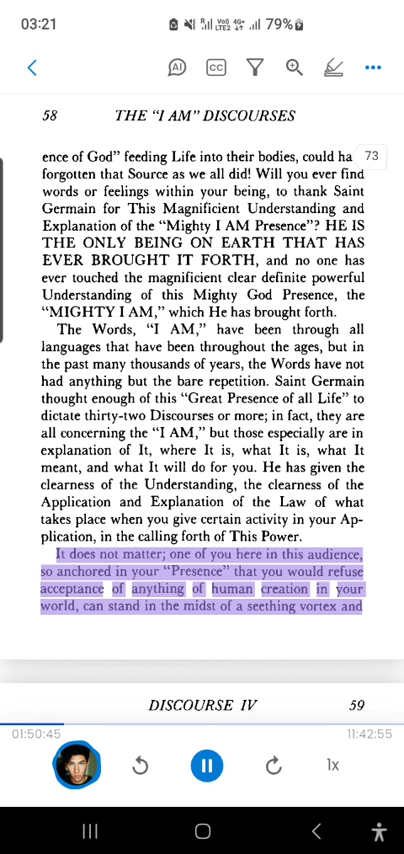 03:21
79%
AI
CC
58 THE “I AM” DISCOURSES
73
ence of God” feeding Life into their bodies, could ha
forgotten that Source as we all did! Will you ever find
words or feelings within your being, to thank Saint
Germain for This Magnificient Understanding and
Explanation of the “Mighty I AM Presence”? HE IS
THE ONLY BEING ON EARTH THAT HAS
EVER BROUGHT IT FORTH, and no one has
ever touched the magnificent clear definite powerful
Understanding of this Mighty God Presence, the
“MIGHTY I AM,” which He has brought forth.
The Words, “I AM,” have been through all
languages that have been throughout the ages, but in
the past many thousands of years, the Words have not
had anything but the bare repetition. Saint Germain
thought enough of this “Great Presence of all Life” to
dictate thirty-two Discourses or more; in fact, they are
all concerning the “I AM,” but those especially are in
explanation of It, where It is, what It is, what It
meant, and what It will do for you. He has given the
clearness of the Understanding, the clearness of the
Application and Explanation of the Law of what
takes place when you give certain activity in your Ap-
plication, in the calling forth of This Power.
It does not matter; one of you here in this audience,
so anchored in your “Presence” that you would refuse
acceptance of anything of human creation in your
world, can stand in the midst of a seething vortex and
DISCOURSE IV 59
01:50:45 11:42:55
1x